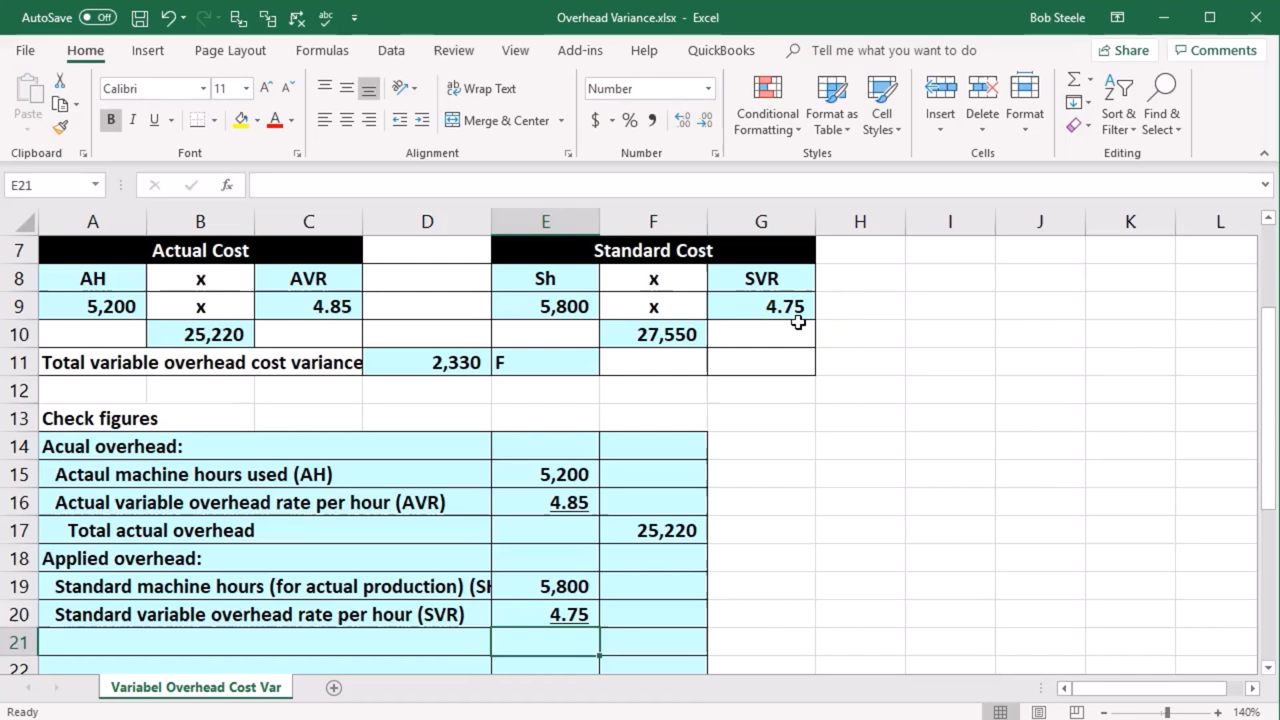 AutoSave Off Overhead Variance.xlsx - Excel Bob Steele
File Home Insert Page Layout Formulas Data Review View Add-ins Help QuickBooks Tell me what you want to do Share Comments
Paste Calibri 11 A A Wrap Text Number Conditional Formatting Format as Table Cell Styles Insert Delete Format Sort & Filter Find & Select
B I U A Merge & Center $ %
Clipboard Font Alignment Number Styles Cells Editing
E21 fx
A B C D E F G H I J K L
7 Actual Cost Standard Cost
8 AH x AVR Sh x SVR
9 5,200 x 4.85 5,800 x 4.75
10 25,220 27,550
11 Total variable overhead cost variance 2,330 F
12
13 Check figures
14 Acual overhead:
15 Actaul machine hours used (AH) 5,200
16 Actual variable overhead rate per hour (AVR) 4.85
17 Total actual overhead 25,220
18 Applied overhead:
19 Standard machine hours (for actual production) (SH 5,800
20 Standard variable overhead rate per hour (SVR) 4.75
21
22
Variabel Overhead Cost Var
Ready 140%